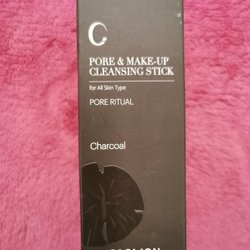 C
PORE & MAKE-UP
CLEANSING STICK
for All Skin Type
PORE RITUAL
Charcoal